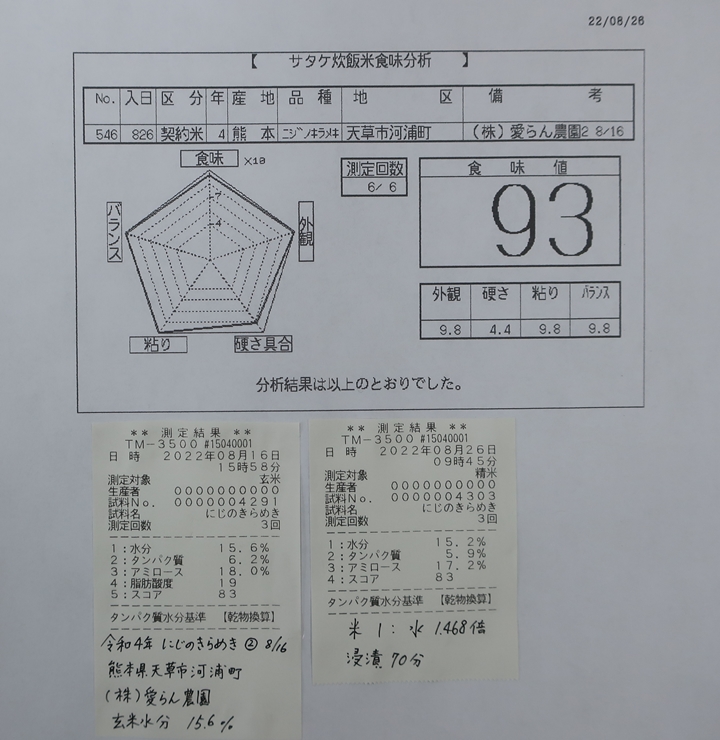 22/08/26
【 サタケ炊飯米食味分析 】
No. 入日 区分 年 産地 品種 地区 備考
546 826 契約米 4 熊本 ニジノキラメキ 天草市河浦町 (株)愛らん農園2 8/16
食味 ×10
7
4
外観
硬さ具合
粘り
バランス
測定回数
6/ 6
食味値
93
外観 硬さ 粘り バランス
9.8 4.4 9.8 9.8
分析結果は以上のとおりでした。
** 測定結果 **
TM-3500 #15040001
日時 2022年08月16日
15時58分
測定対象 玄米
生産者 0000000000
試料No. 0000004291
試料名 にじのきらめき
測定回数 3回
1:水分 15.6%
2:タンパク質 6.2%
3:アミロース 18.0%
4:脂肪酸度 19
5:スコア 83
タンパク質水分基準 【乾物換算】
令和4年 にじのきらめき ② 8/16
熊本県天草市河浦町
(株)愛らん農園
玄米水分 15.6%
** 測定結果 **
TM-3500 #15040001
日時 2022年08月26日
09時45分
測定対象 精米
生産者 0000000000
試料No. 0000004303
試料名 にじのきらめき
測定回数 3回
1:水分 15.2%
2:タンパク質 5.9%
3:アミロース 17.2%
4:スコア 83
タンパク質水分基準 【乾物換算】
米 1 : 水 1.468倍
浸漬 70分